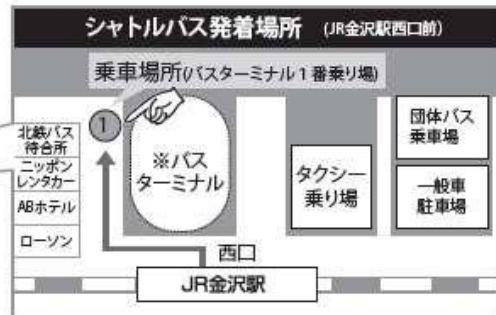 シャトルバス発着場所 (JR金沢駅西口前)
乗車場所(バスターミナル1番乗り場)
1
北鉄バス
待合所
ニッポン
レンタカー
ABホテル
ローソン
※バス
ターミナル
タクシー
乗り場
団体バス
乗車場
一般車
駐車場
西口
JR金沢駅